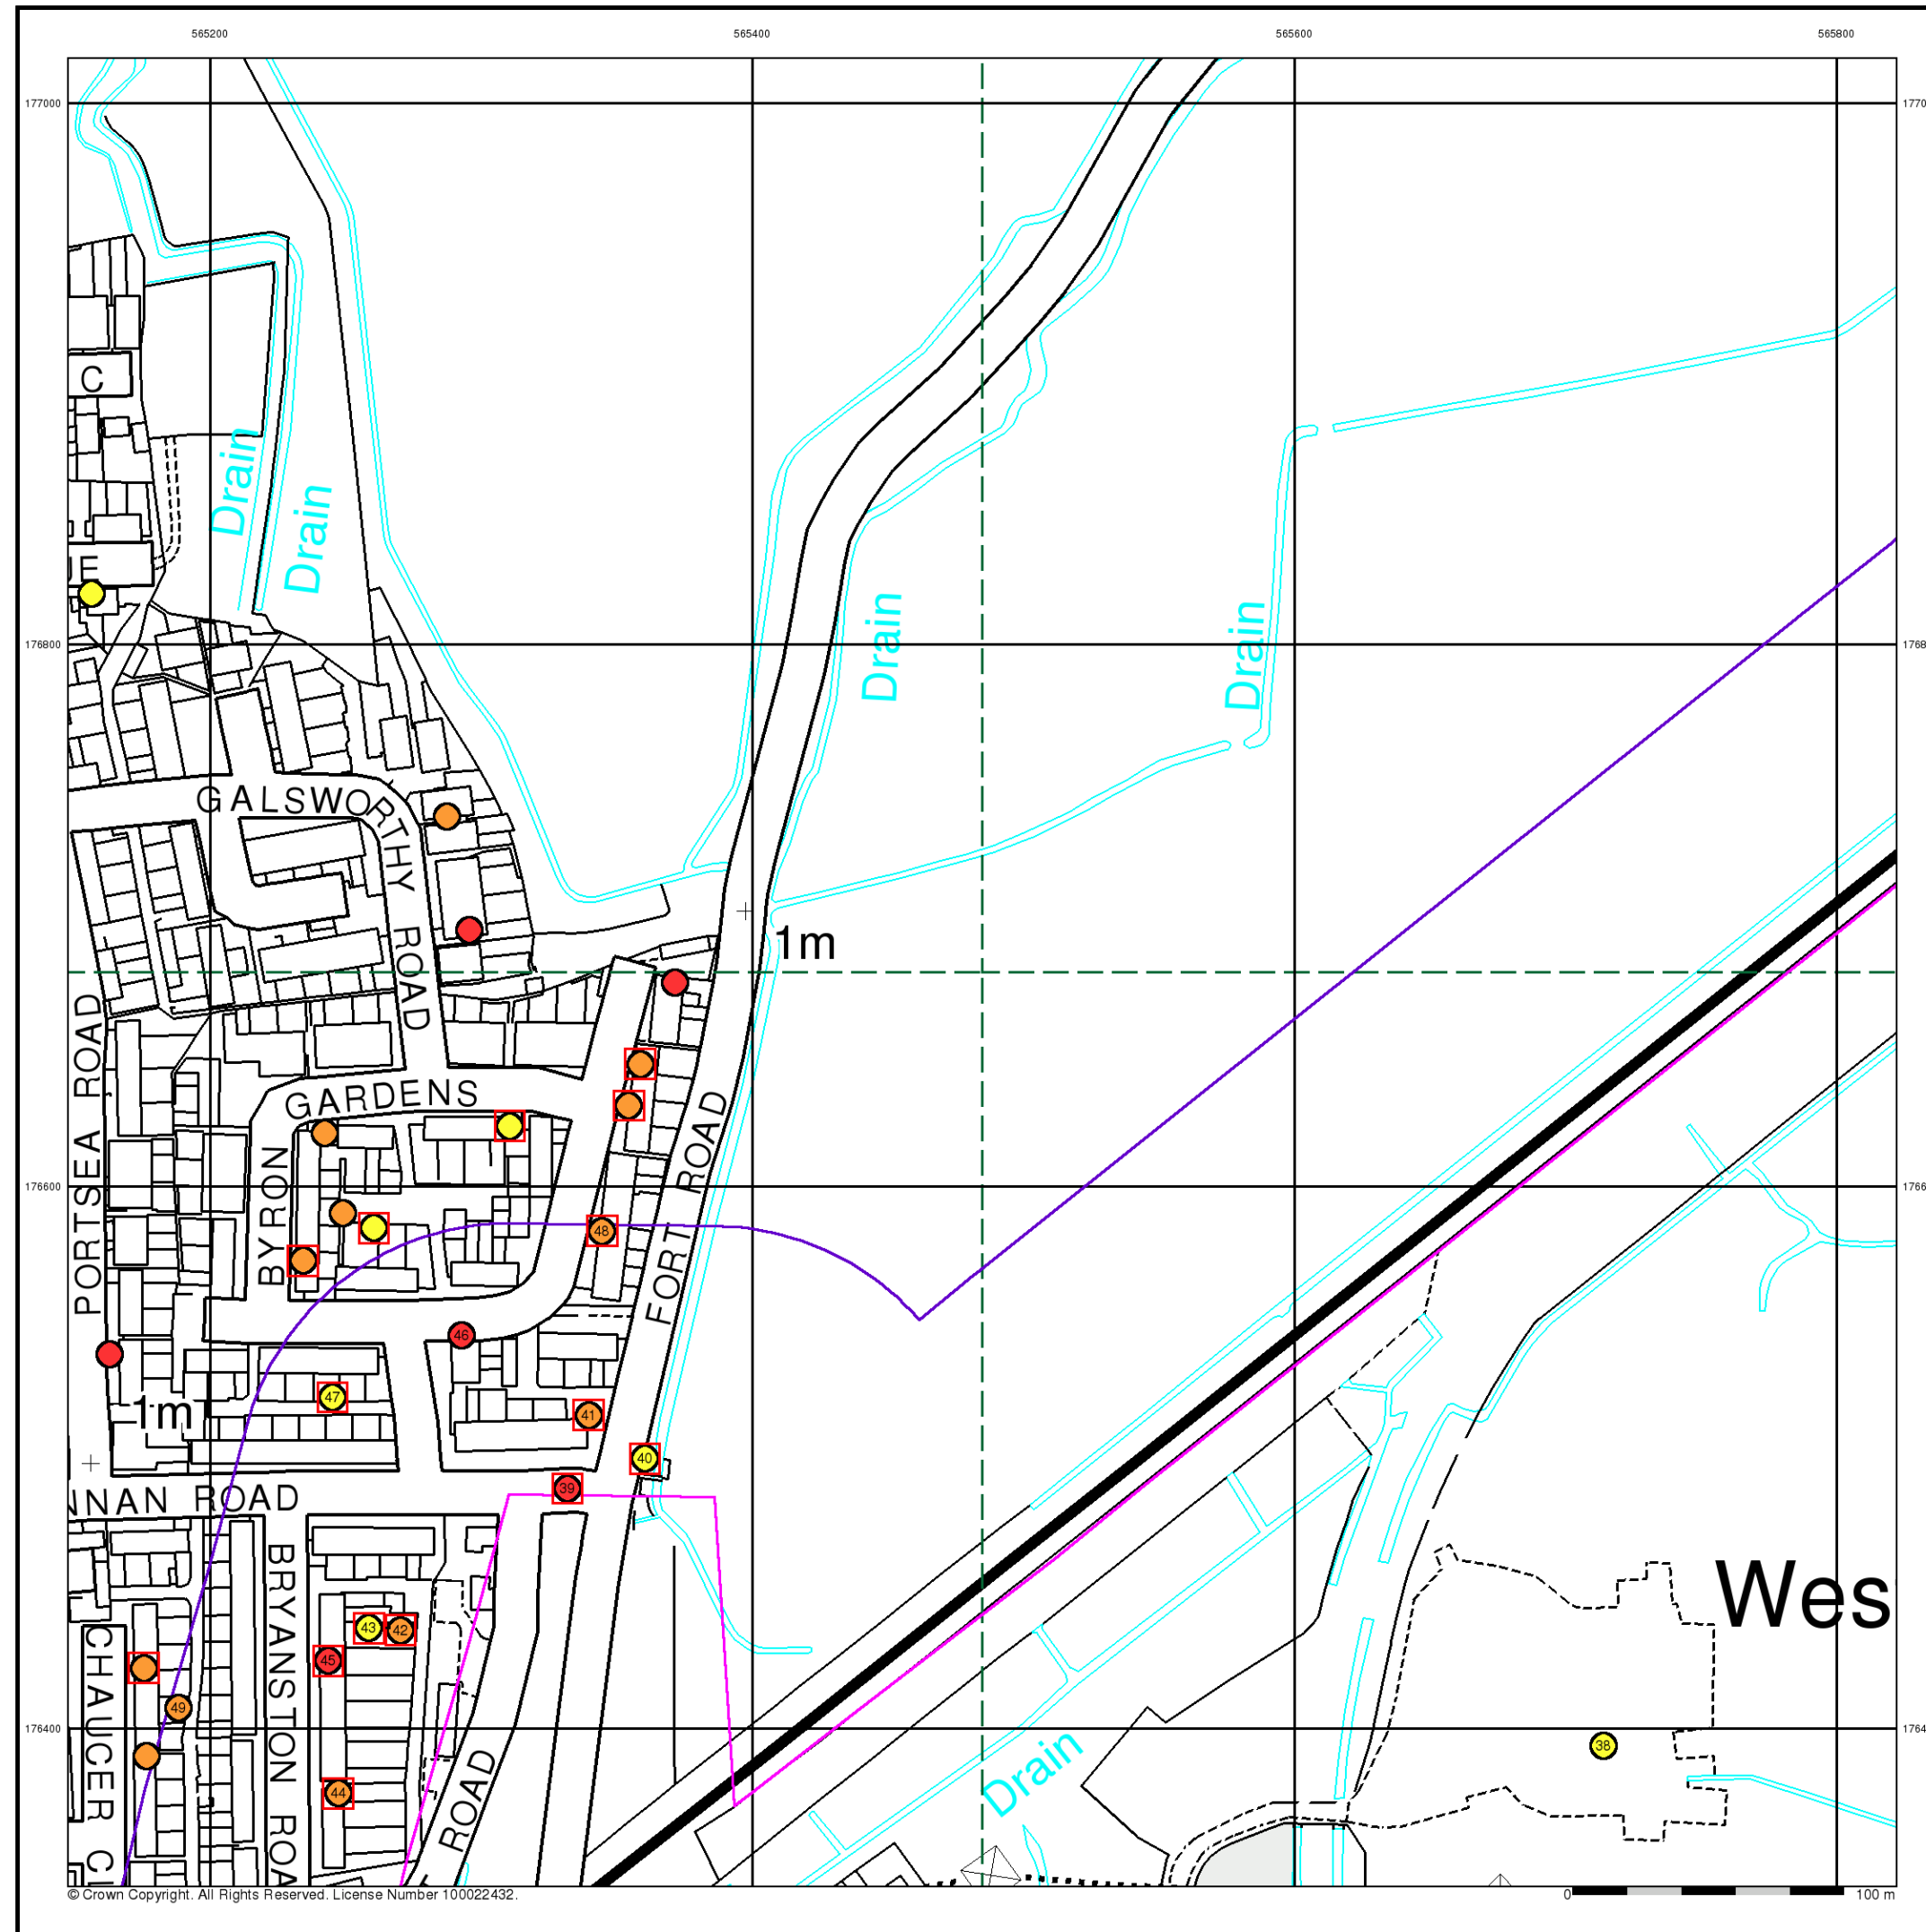 565200 565400 565600 565800
177000
C
Drain
Drain
Drain
Drain
176800
GALSWORTHY ROAD
1m
PORTSEA ROAD
GARDENS
BYRON
FORT ROAD
176600
48
46
47
1m
41
40
39
NNAN ROAD
Wes
43
42
45
CHAUCER
BRYANSTON
49
176400
38
44
ROAD
Drain
© Crown Copyright. All Rights Reserved. License Number 100022432.
0 100 m